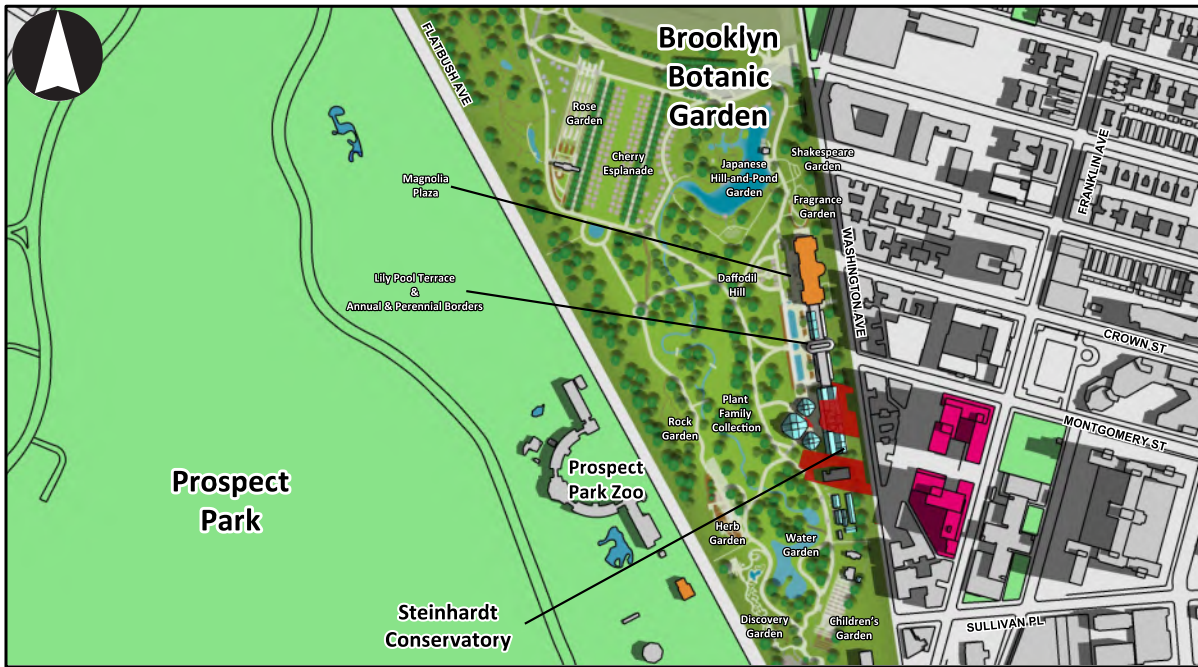 Brooklyn
Botanic
Garden
FLATBUSH AVE
Rose
Garden
Cherry
Esplanade
Japanese
Hill-and-Pond
Garden
Shakespeare
Garden
Fragrance
Garden
FRANKLIN AVE
Magnolia
Plaza
WASHINGTON AVE
Daffodil
Hill
Lily Pool Terrace
&
Annual & Perennial Borders
CROWN ST
MONTGOMERY ST
Plant
Family
Collection
Rock
Garden
Prospect
Park
Prospect
Park Zoo
Herb
Garden
Water
Garden
Steinhardt
Conservatory
Discovery
Garden
Children's
Garden
SULLIVAN PL